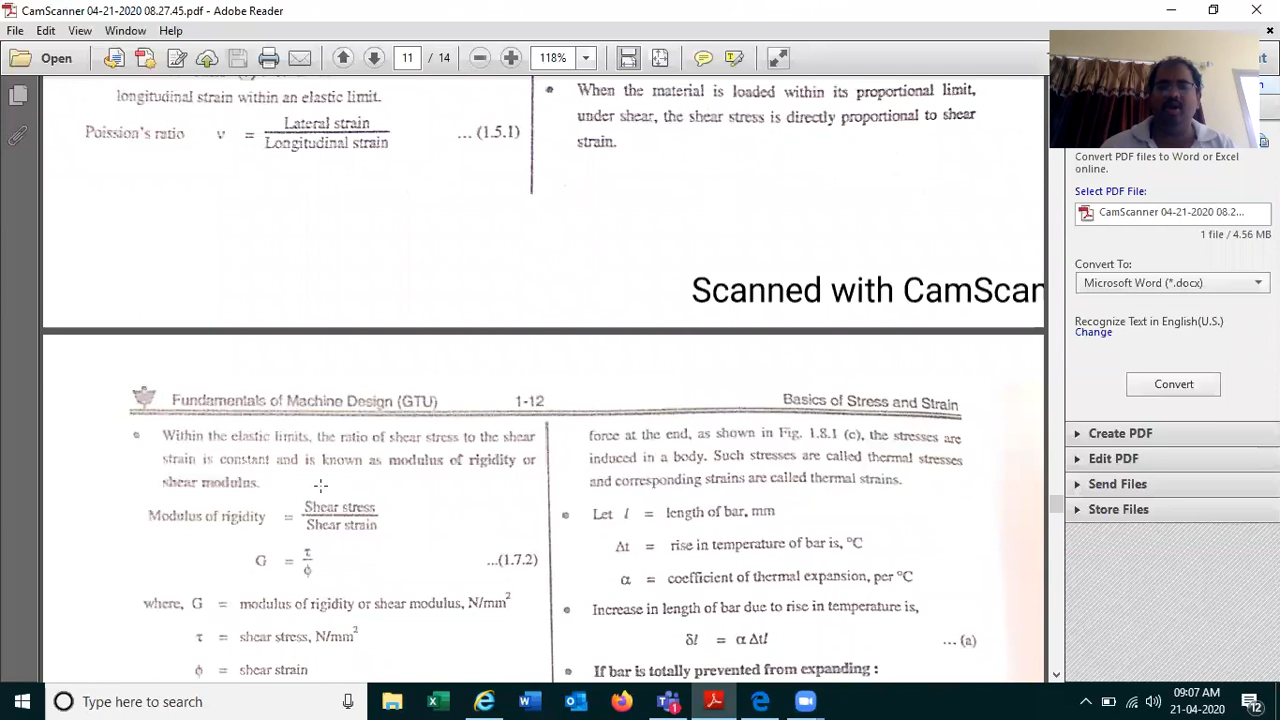 CamScanner 04-21-2020 08.27.45.pdf - Adobe Reader
File Edit View Window Help
Open
11 / 14
118%
longitudinal strain within an elastic limit.
Poission's ratio ν = Lateral strain
Longitudinal strain
... (1.5.1)
When the material is loaded within its proportional limit,
under shear, the shear stress is directly proportional to shear
strain.
Scanned with CamScan
Fundamentals of Machine Design (GTU) 1-12 Basics of Stress and Strain
Within the elastic limits, the ratio of shear stress to the shear
strain is constant and is known as modulus of rigidity or
shear modulus.
Modulus of rigidity = Shear stress
Shear strain
G = τ
ϕ
...(1.7.2)
where, G = modulus of rigidity or shear modulus, N/mm²
τ = shear stress, N/mm²
ϕ = shear strain
force at the end, as shown in Fig. 1.8.1 (c), the stresses are
induced in a body. Such stresses are called thermal stresses
and corresponding strains are called thermal strains.
Let l = length of bar, mm
Δt = rise in temperature of bar is, °C
α = coefficient of thermal expansion, per °C
Increase in length of bar due to rise in temperature is,
δl = α Δtl ... (a)
If bar is totally prevented from expanding :
Convert PDF files to Word or Excel
online.
Select PDF File:
CamScanner 04-21-2020 08.2...
1 file / 4.56 MB
Convert To:
Microsoft Word (*.docx)
Recognize Text in English(U.S.)
Change
Convert
Create PDF
Edit PDF
Send Files
Store Files
Type here to search
09:07 AM
21-04-2020
12